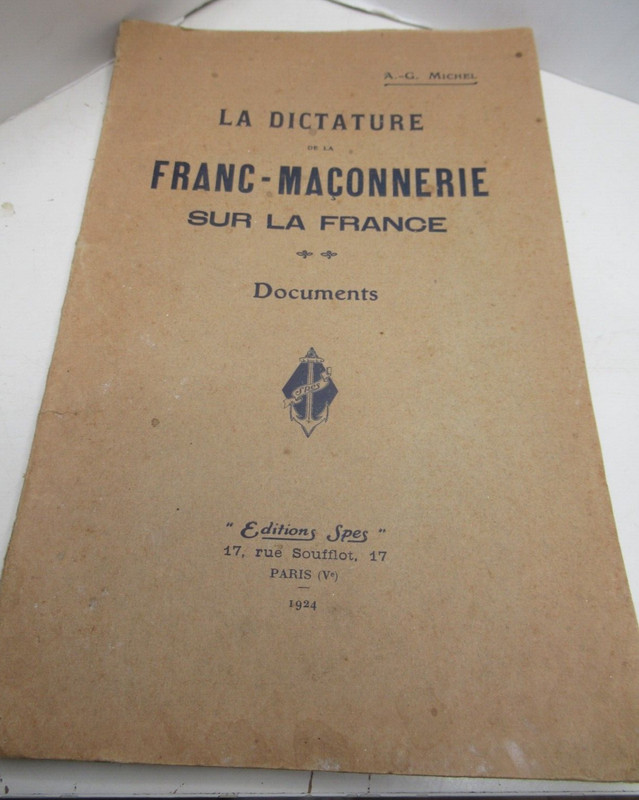 A.-G. MICHEL
LA DICTATURE
DE LA
FRANC-MAÇONNERIE
SUR LA FRANCE
Documents
SPES
" Editions Spes "
17, rue Soufflot, 17
PARIS (Ve)
1924